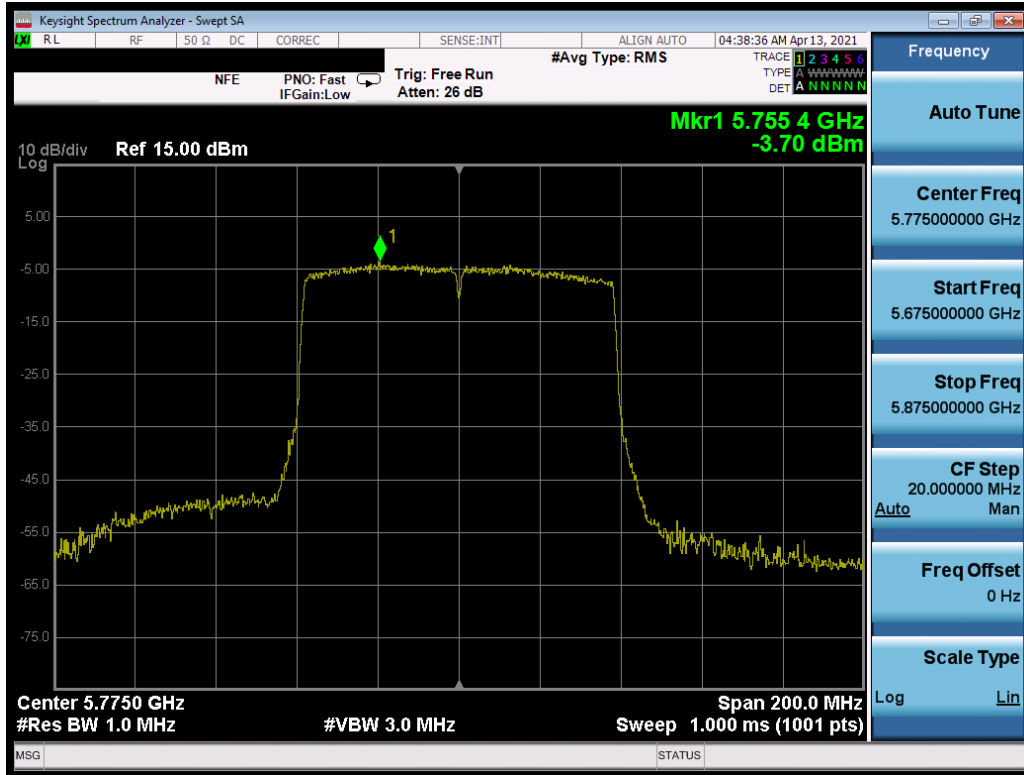 Keysight Spectrum Analyzer - Swept SA
LXI RL RF 50 Ω DC CORREC SENSE:INT ALIGN AUTO 04:38:36 AM Apr 13, 2021
NFE PNO: Fast IFGain:Low Trig: Free Run Atten: 26 dB #Avg Type: RMS
TRACE 1 2 3 4 5 6
TYPE A WWWWW
DET A N N N N N
Mkr1 5.755 4 GHz
-3.70 dBm
10 dB/div Ref 15.00 dBm
Log
1
5.00
-5.00
-15.0
-25.0
-35.0
-45.0
-55.0
-65.0
-75.0
Center 5.7750 GHz Span 200.0 MHz
#Res BW 1.0 MHz #VBW 3.0 MHz Sweep 1.000 ms (1001 pts)
MSG STATUS
Frequency
Auto Tune
Center Freq
5.775000000 GHz
Start Freq
5.675000000 GHz
Stop Freq
5.875000000 GHz
CF Step
20.000000 MHz
Auto Man
Freq Offset
0 Hz
Scale Type
Log Lin